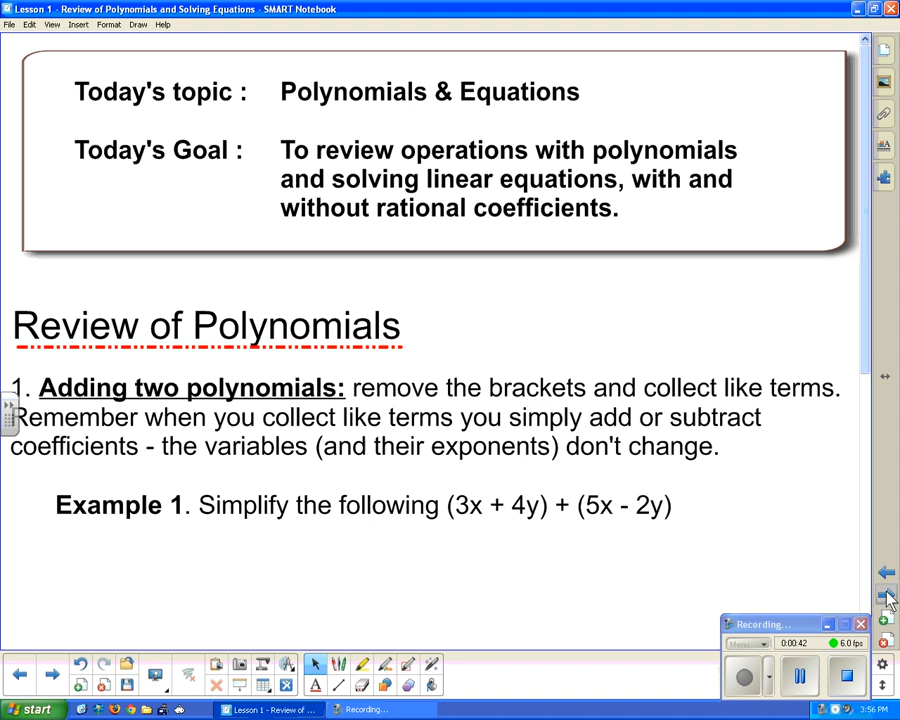 Lesson 1 - Review of Polynomials and Solving Equations - SMART Notebook
File Edit View Insert Format Draw Help
Today's topic : Polynomials & Equations
Today's Goal : To review operations with polynomials
and solving linear equations, with and
without rational coefficients.
Review of Polynomials
1. Adding two polynomials: remove the brackets and collect like terms.
Remember when you collect like terms you simply add or subtract
coefficients - the variables (and their exponents) don't change.
Example 1. Simplify the following (3x + 4y) + (5x - 2y)
Recording...
Menu 0:00:42 6.0 fps
start Lesson 1 - Review of ... Recording... 3:56 PM